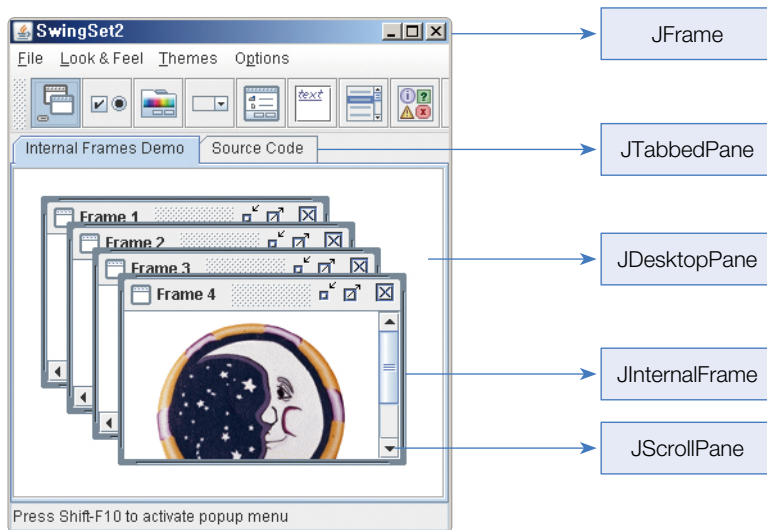 SwingSet2
File Look & Feel Themes Options
text
Internal Frames Demo Source Code
Frame 1
Frame 2
Frame 3
Frame 4
Press Shift-F10 to activate popup menu
JFrame
JTabbedPane
JDesktopPane
JInternalFrame
JScrollPane